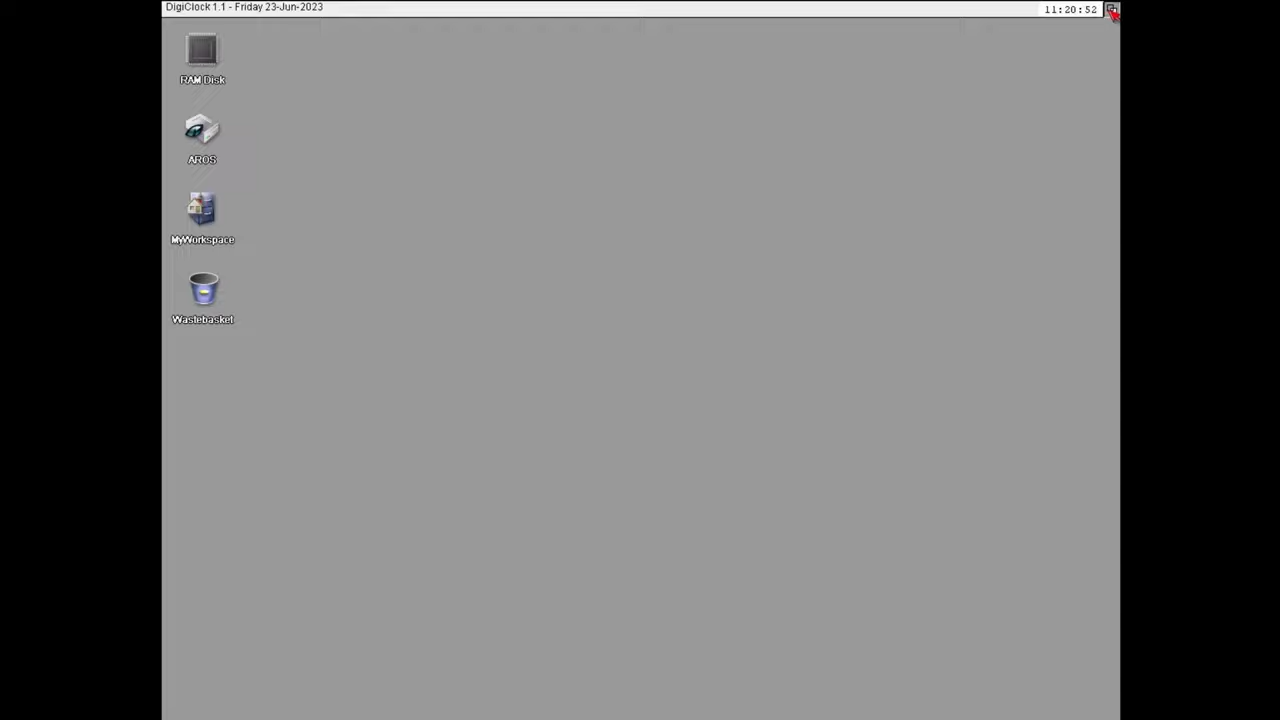 DigiClock 1.1 - Friday 23-Jun-2023
11:20:52
RAM Disk
AROS
MyWorkspace
Wastebasket